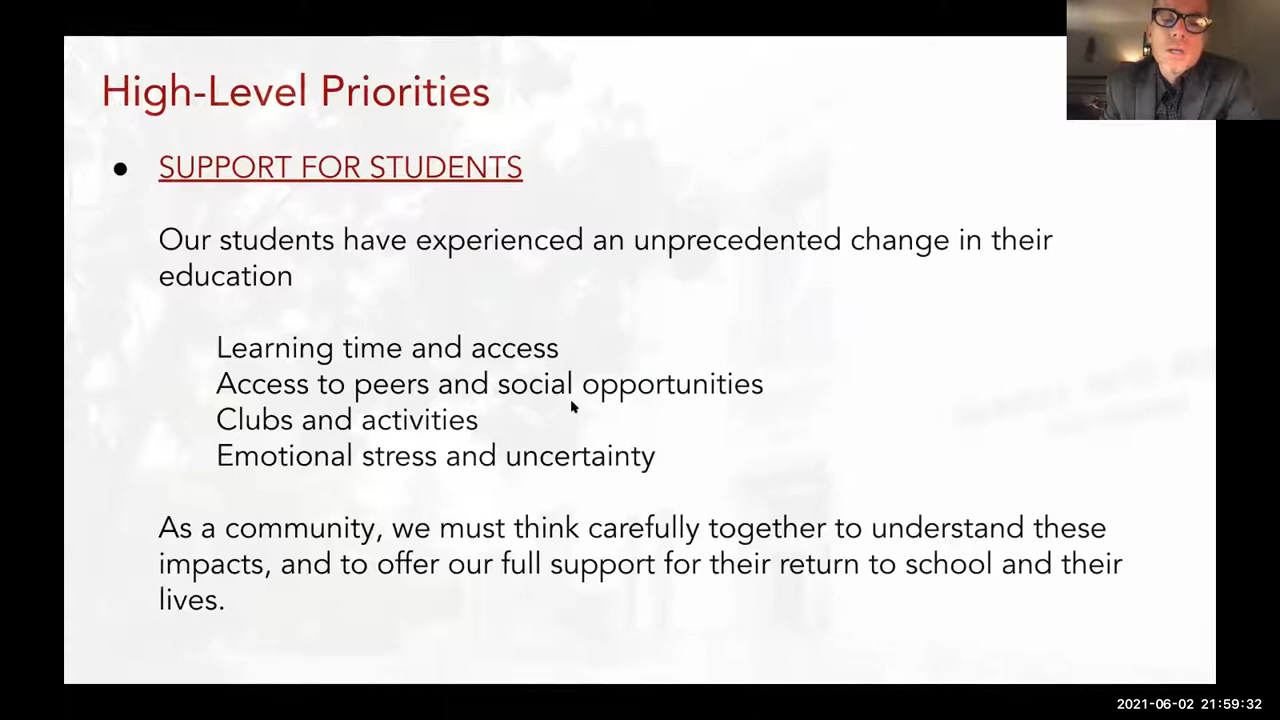 High-Level Priorities
● SUPPORT FOR STUDENTS
Our students have experienced an unprecedented change in their
education
Learning time and access
Access to peers and social opportunities
Clubs and activities
Emotional stress and uncertainty
As a community, we must think carefully together to understand these
impacts, and to offer our full support for their return to school and their
lives.
2021-06-02 21:59:32